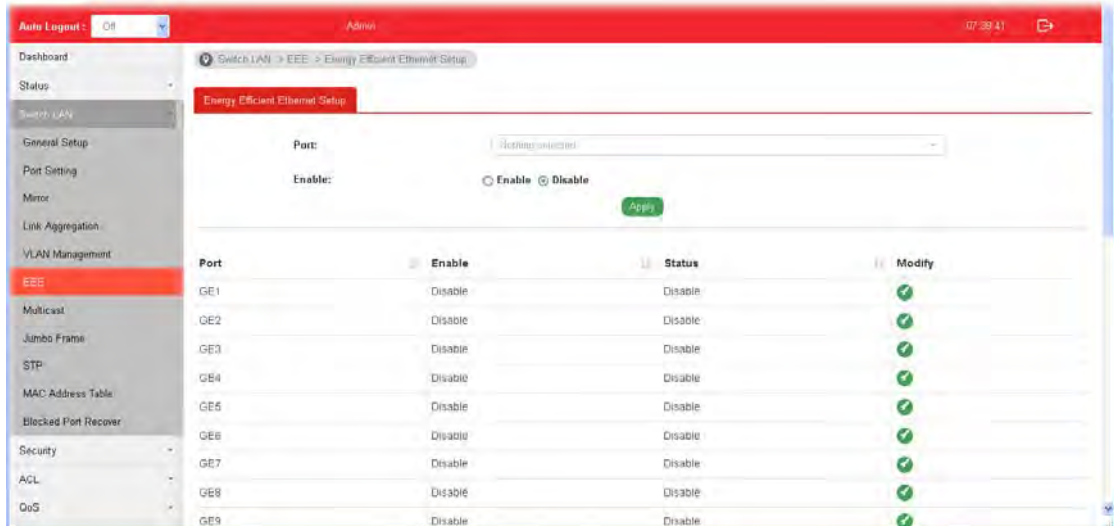 Auto Logout : Off Admin 07:39:41
Dashboard
Status
Switch LAN
General Setup
Port Setting
Mirror
Link Aggregation
VLAN Management
EEE
Multicast
Jumbo Frame
STP
MAC Address Table
Blocked Port Recover
Security
ACL
QoS
Switch LAN > EEE > Energy Efficient Ethernet Setup
Energy Efficient Ethernet Setup
Port: Nothing selected
Enable: Enable Disable
Apply
Port Enable Status Modify
GE1 Disable Disable
GE2 Disable Disable
GE3 Disable Disable
GE4 Disable Disable
GE5 Disable Disable
GE6 Disable Disable
GE7 Disable Disable
GE8 Disable Disable
GE9 Disable Disable